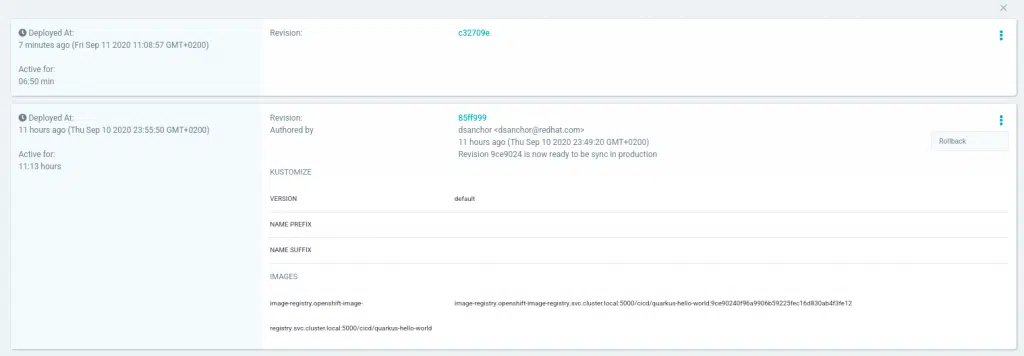 Deployed At:
7 minutes ago (Fri Sep 11 2020 11:08:57 GMT+0200)
Active for:
06:50 min
Revision: c32709e
Deployed At:
11 hours ago (Thu Sep 10 2020 23:55:50 GMT+0200)
Active for:
11:13 hours
Revision: 85ff999
Authored by dsanchor <dsanchor@redhat.com>
11 hours ago (Thu Sep 10 2020 23:49:20 GMT+0200)
Revision 9ce9024 is now ready to be sync in production
Rollback
KUSTOMIZE
VERSION default
NAME PREFIX
NAME SUFFIX
IMAGES
image-registry.openshift-image- image-registry.openshift-image-registry.svc.cluster.local:5000/cicd/quarkus-hello-world:9ce90240f96a9906b59225fec16d830ab4f3fe12
registry.svc.cluster.local:5000/cicd/quarkus-hello-world